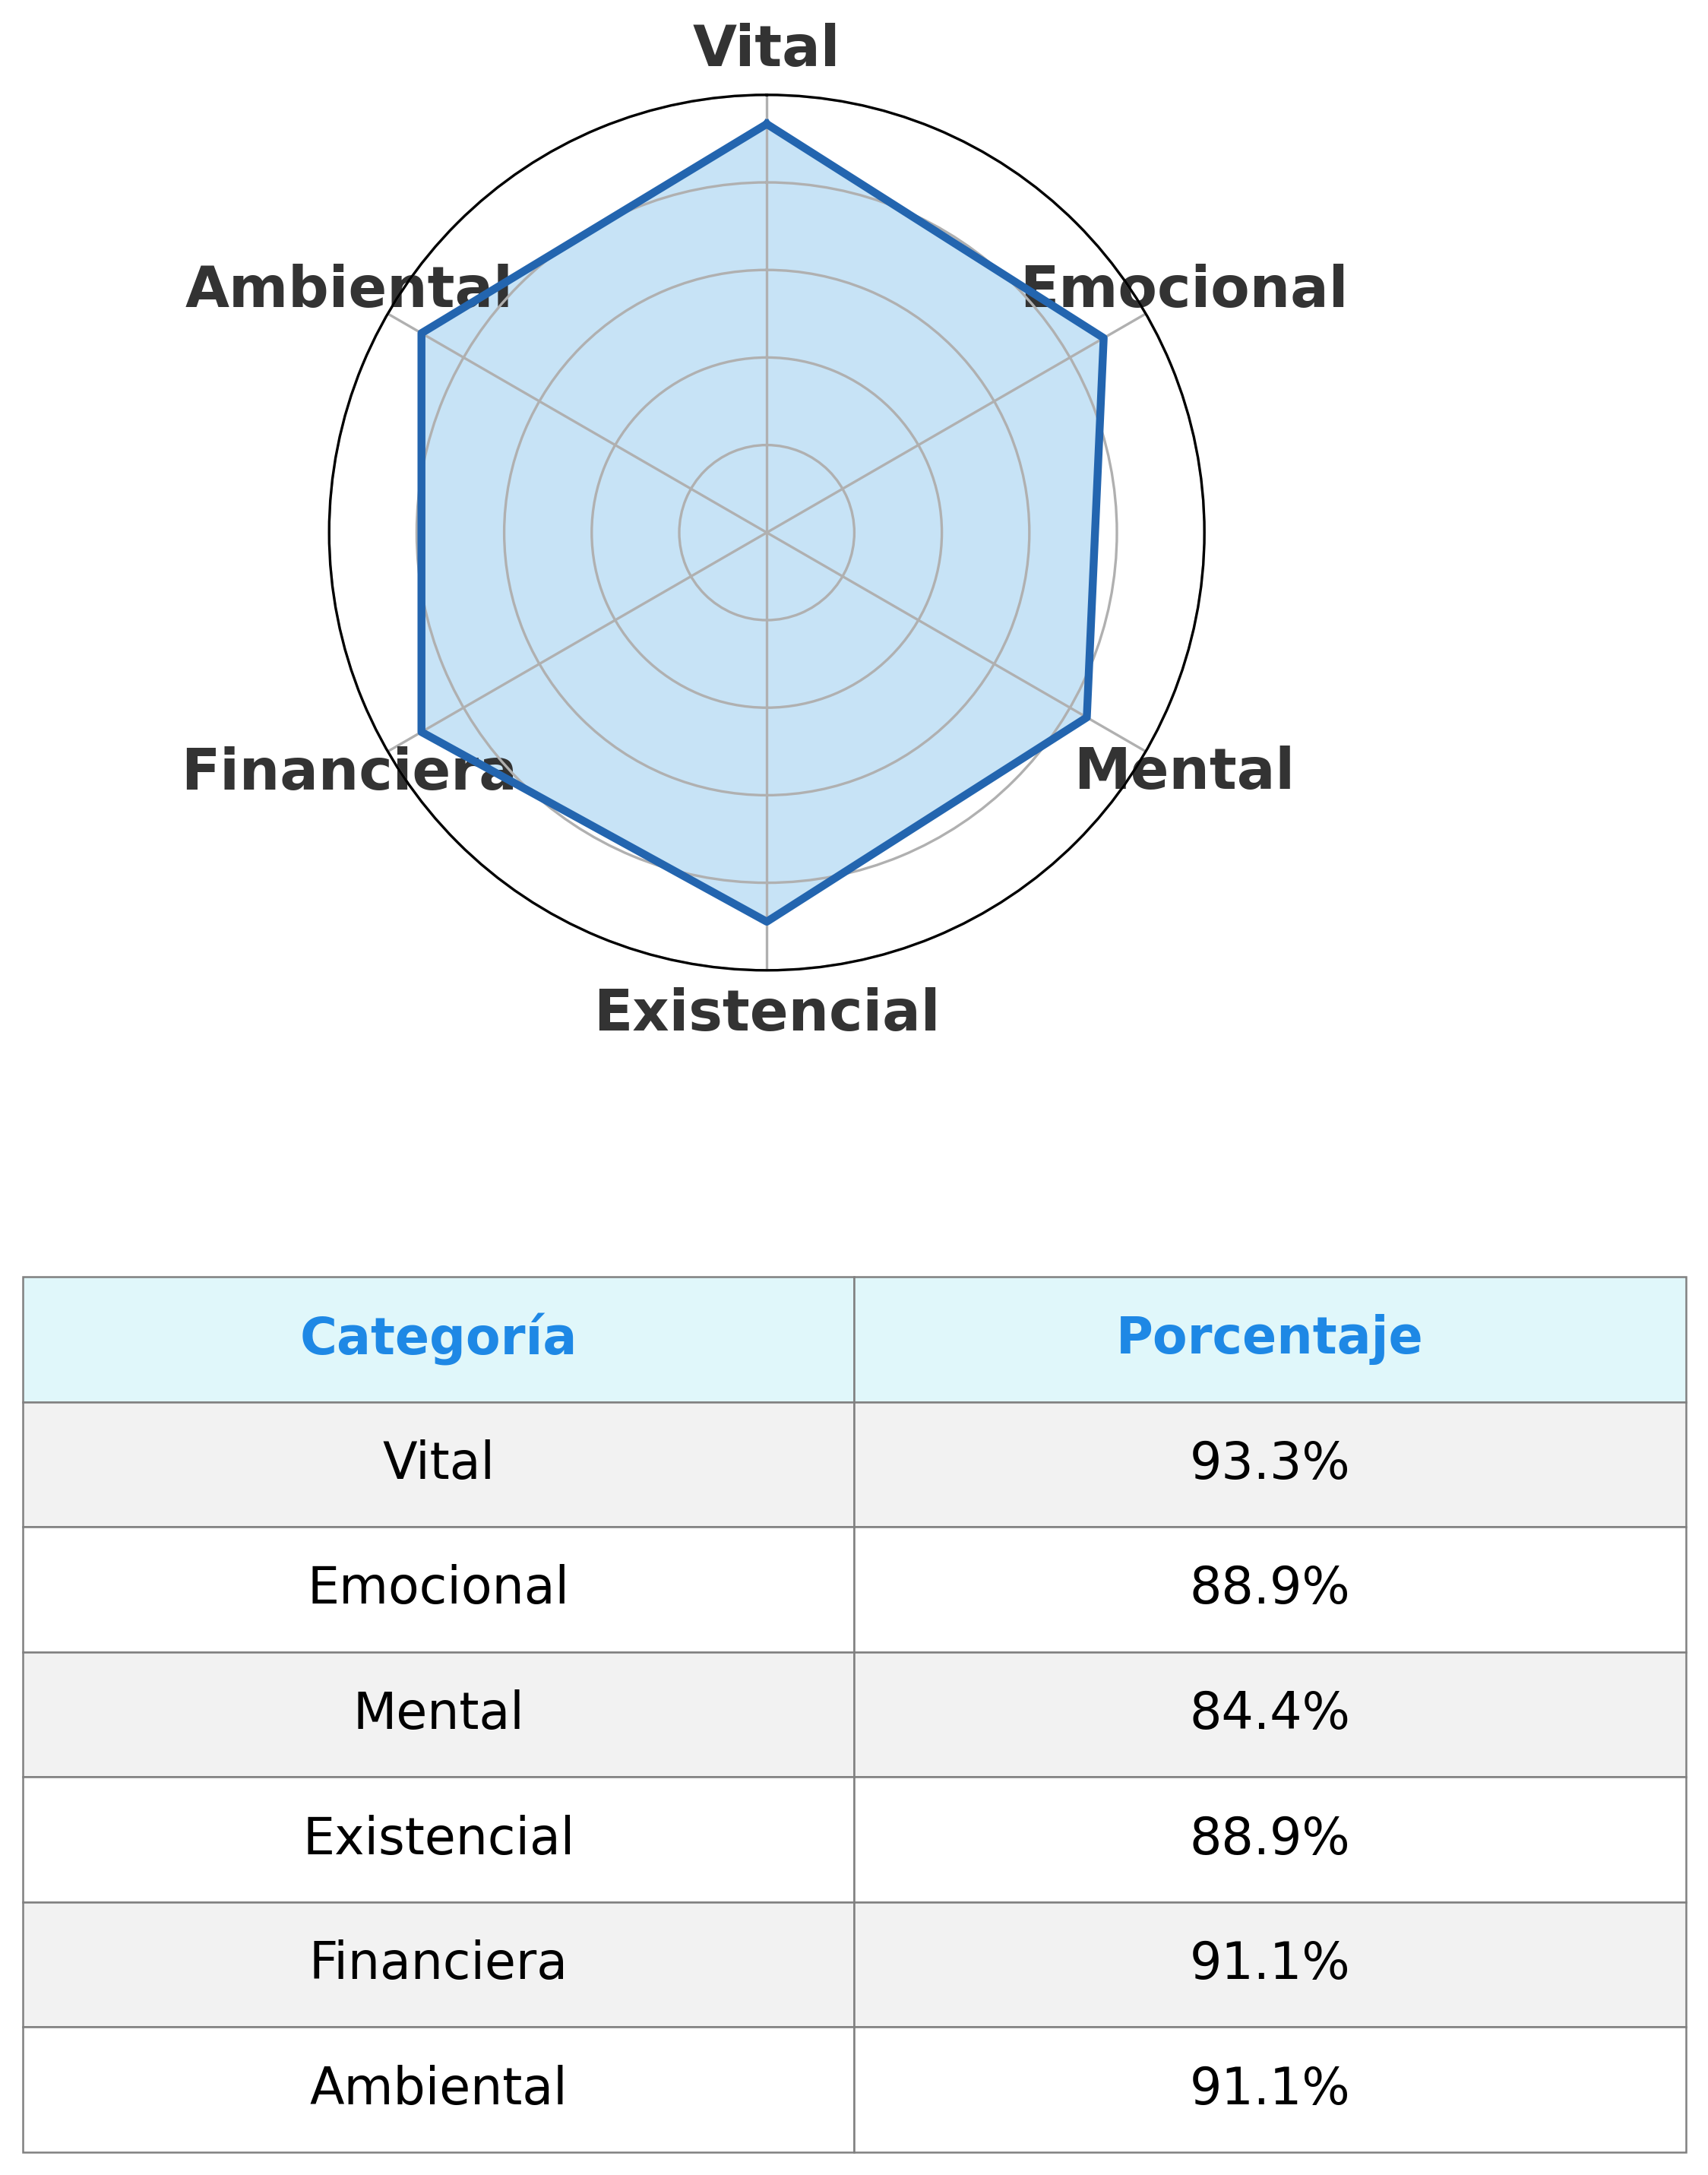 Vital
Ambiental
Emocional
Financiera
Mental
Existencial
Categoría Porcentaje
Vital 93.3%
Emocional 88.9%
Mental 84.4%
Existencial 88.9%
Financiera 91.1%
Ambiental 91.1%